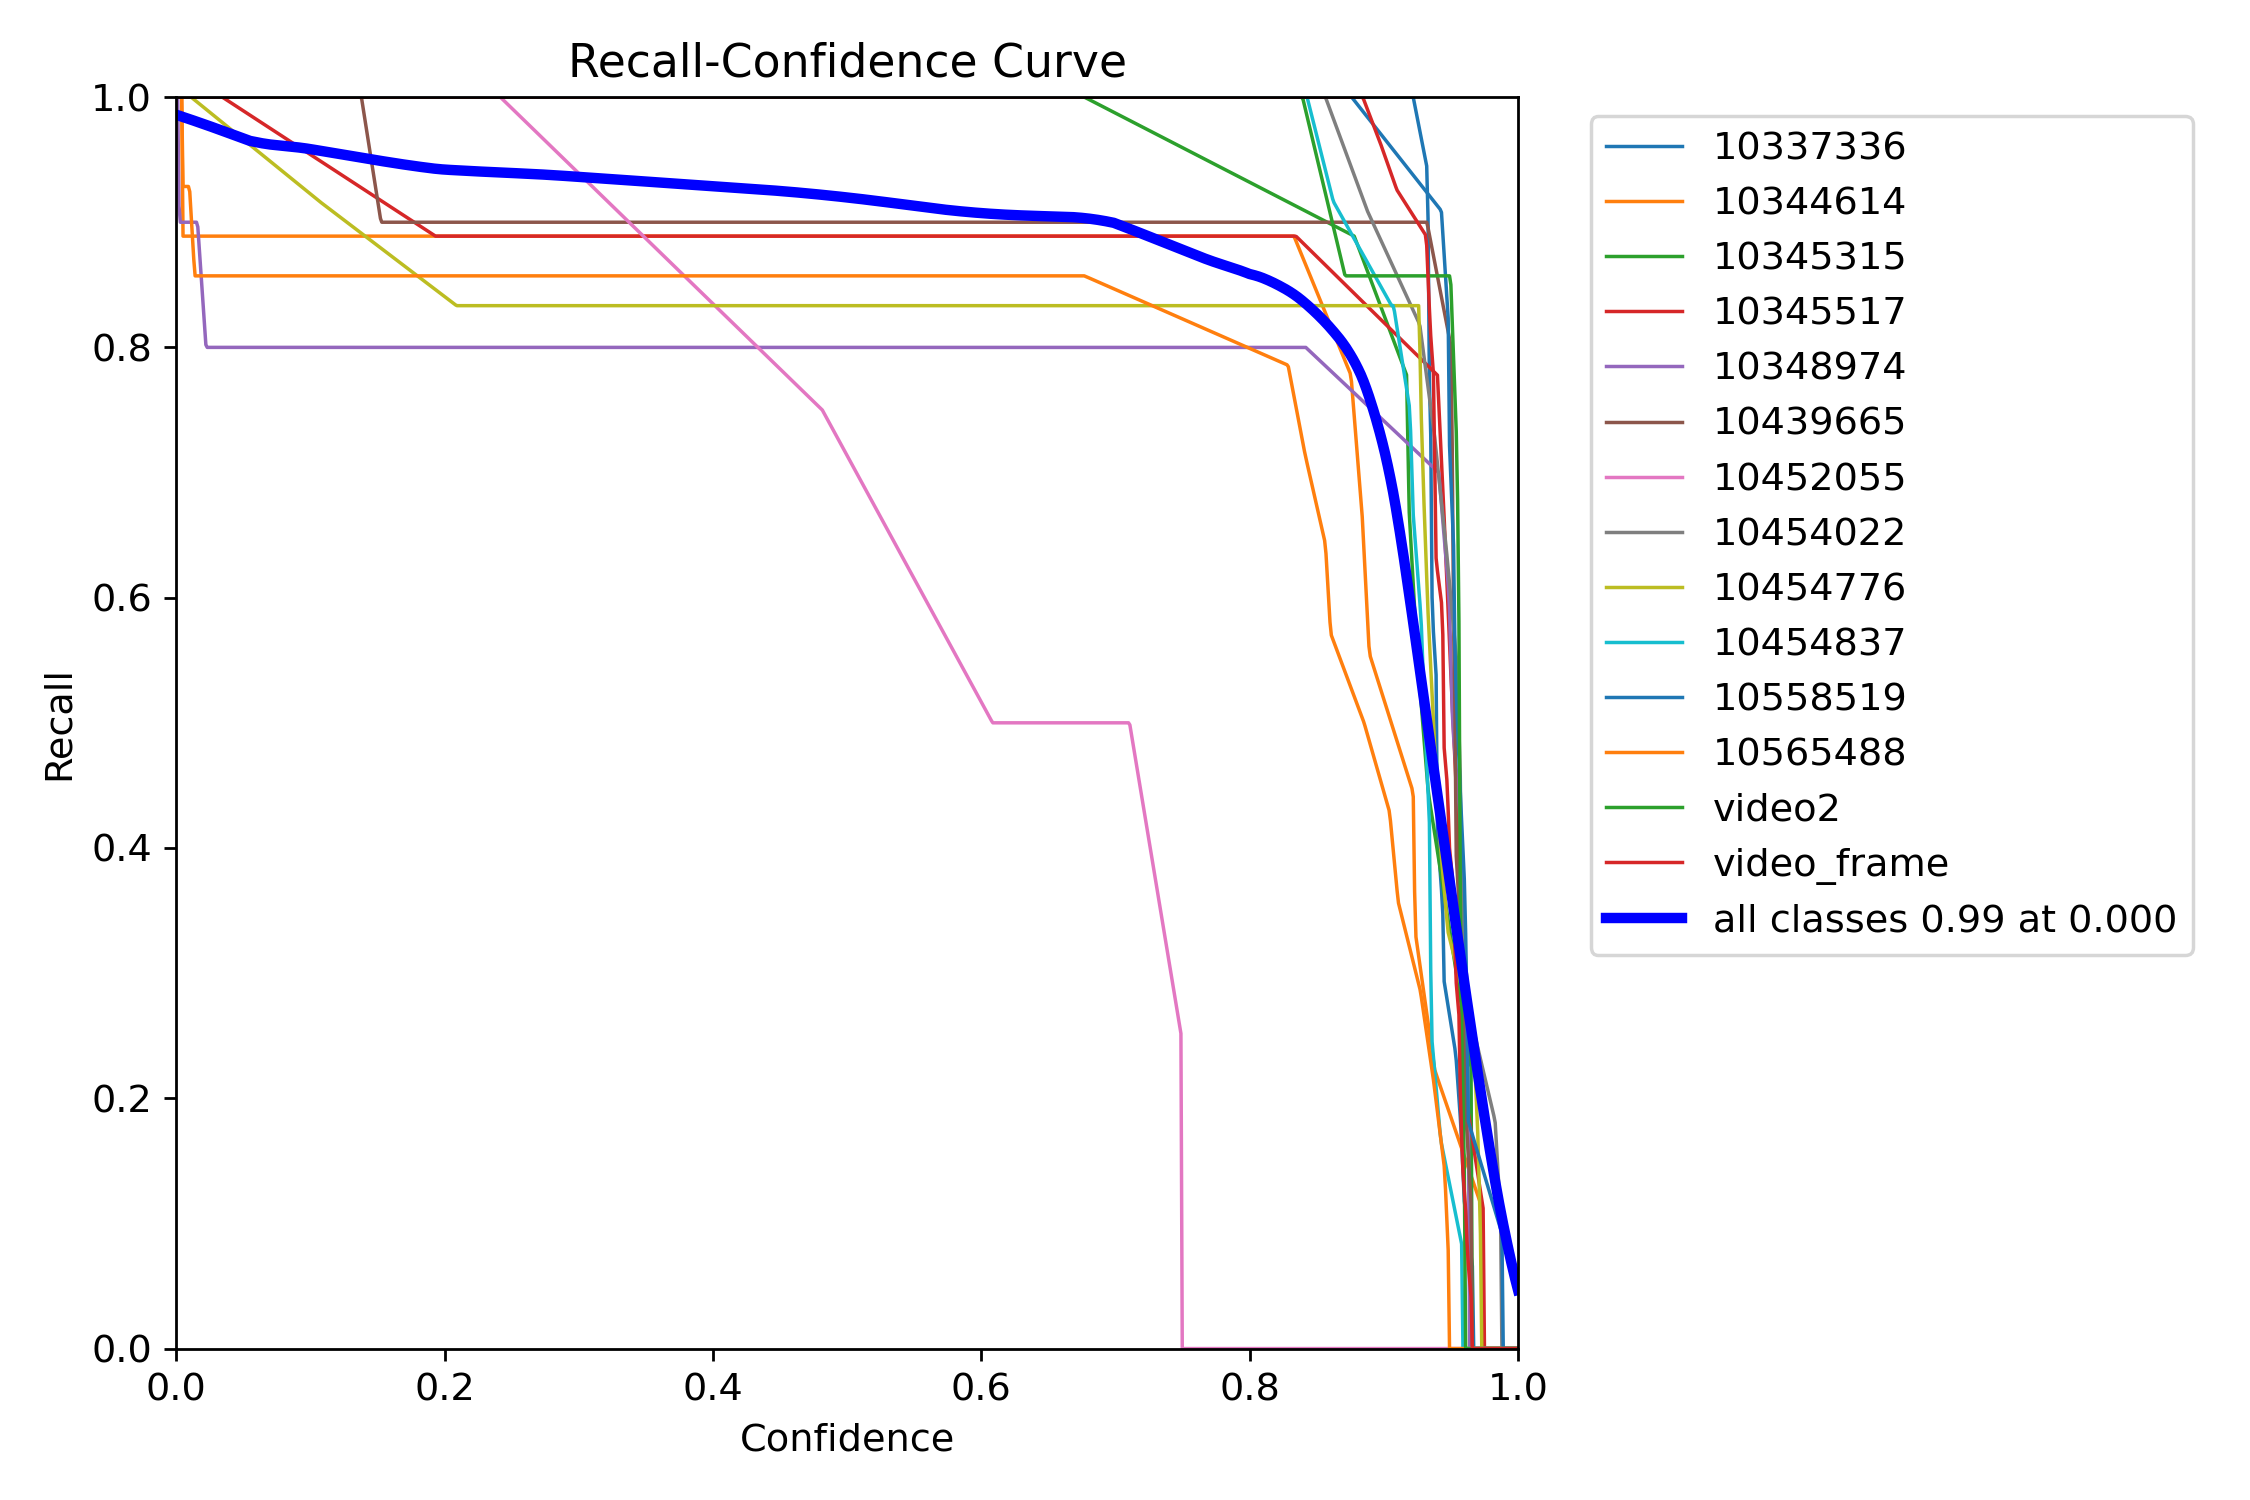 Recall-Confidence Curve
1.0
0.8
0.6
0.4
0.2
0.0
Recall
0.0 0.2 0.4 0.6 0.8 1.0
Confidence
10337336
10344614
10345315
10345517
10348974
10439665
10452055
10454022
10454776
10454837
10558519
10565488
video2
video_frame
all classes 0.99 at 0.000